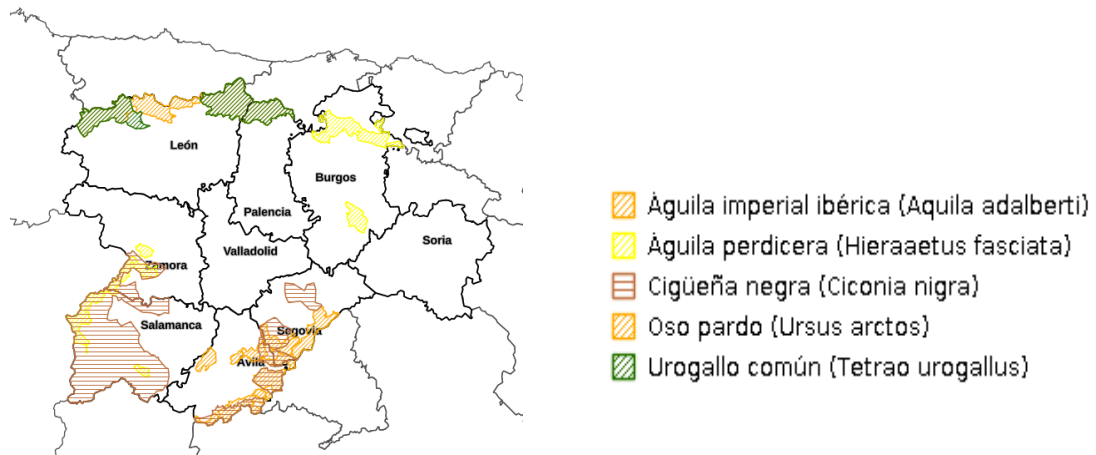 León
Burgos
Palencia
Soria
Valladolid
Zamora
Salamanca
Segovia
Ávila
Àguila imperial ibérica (Aquila adalberti)
Àguila perdicera (Hieraaetus fasciata)
Cigüeña negra (Ciconia nigra)
Oso pardo (Ursus arctos)
Urogallo común (Tetrao urogallus)